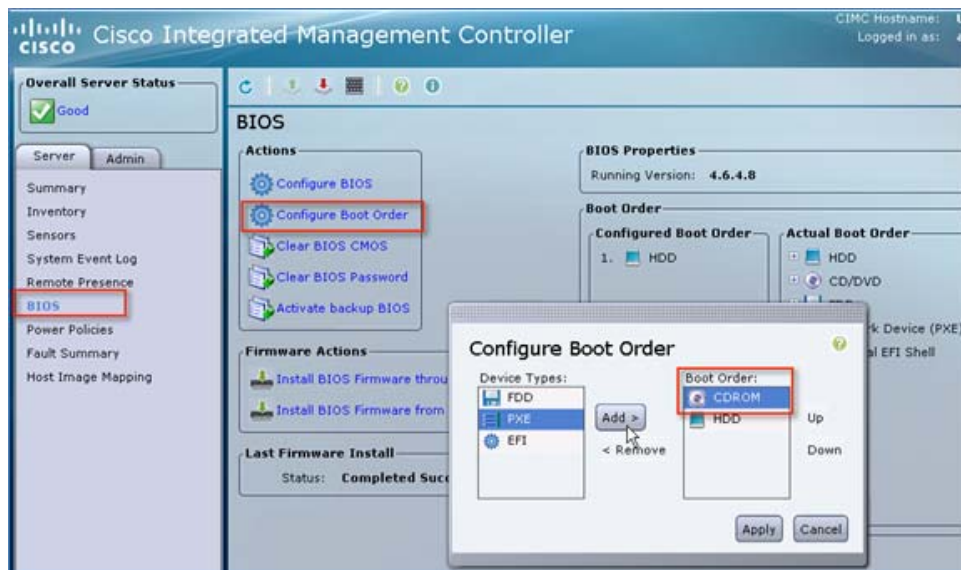 CISCO
Cisco Integrated Management Controller
CIMC Hostname:
Logged in as:
Overall Server Status
Good
Server
Admin
Summary
Inventory
Sensors
System Event Log
Remote Presence
BIOS
Power Policies
Fault Summary
Host Image Mapping
BIOS
Actions
Configure BIOS
Configure Boot Order
Clear BIOS CMOS
Clear BIOS Password
Activate backup BIOS
Firmware Actions
Install BIOS Firmware throu
Install BIOS Firmware from
Last Firmware Install
Status: Completed Succ
BIOS Properties
Running Version: 4.6.4.8
Boot Order
Configured Boot Order
1. HDD
Actual Boot Order
HDD
CD/DVD
k Device (PXE)
al EFI Shell
Configure Boot Order
Device Types:
FDD
PXE
EFI
Add >
< Remove
Boot Order:
CDROM
HDD
Up
Down
Apply
Cancel